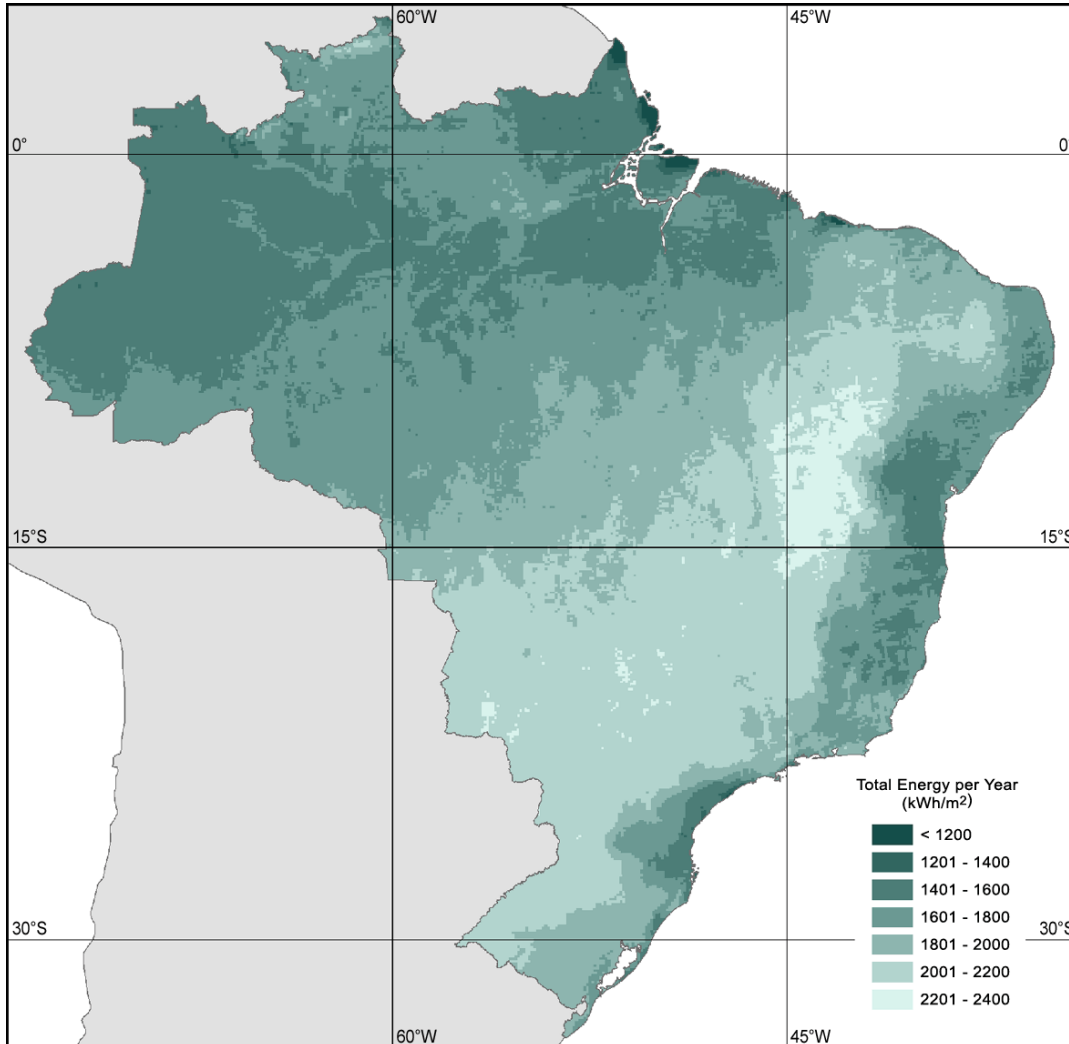 60°W
45°W
0°
0
15°S
15°S
Total Energy per Year
(kWh/m²)
< 1200
1201 - 1400
1401 - 1600
1601 - 1800
1801 - 2000
2001 - 2200
2201 - 2400
30°S
30°S
60°W
45°W